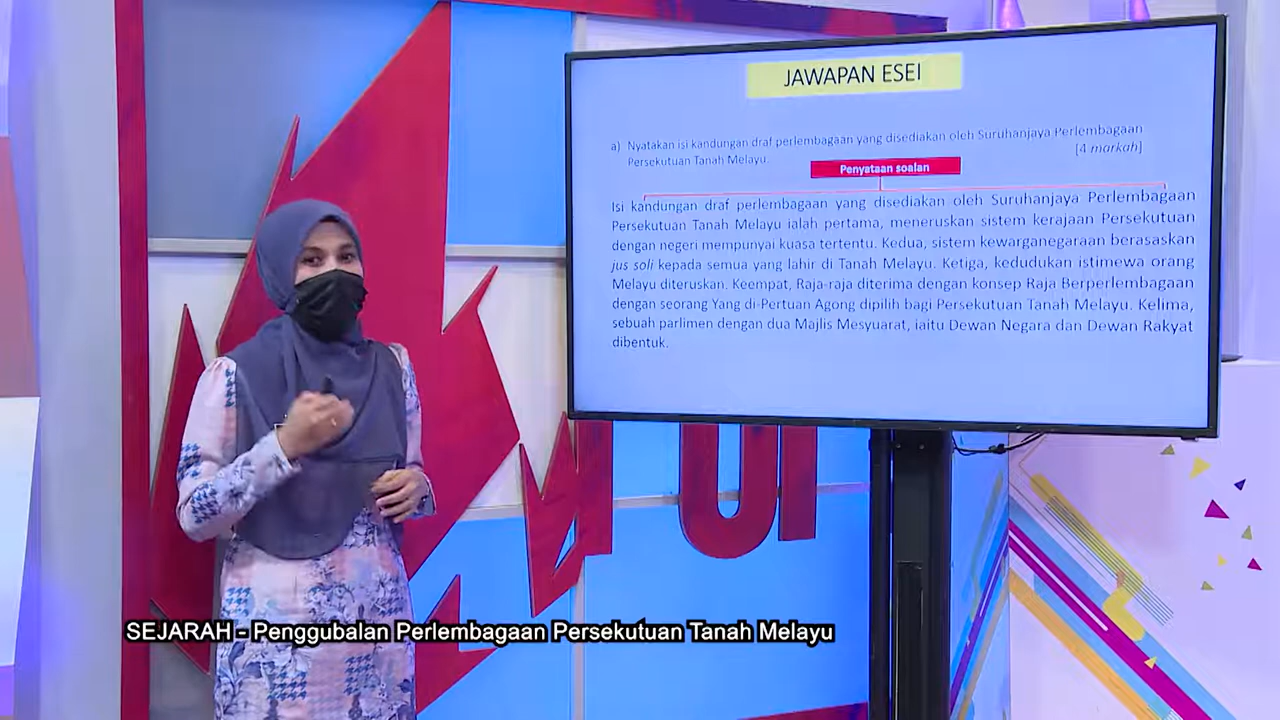 JAWAPAN ESEI
a) Nyatakan isi kandungan draf perlembagaan yang disediakan oleh Suruhanjaya Perlembagaan
Persekutuan Tanah Melayu.
[4 markah]
Penyataan soalan
Isi kandungan draf perlembagaan yang disediakan oleh Suruhanjaya Perlembagaan
Persekutuan Tanah Melayu ialah pertama, meneruskan sistem kerajaan Persekutuan
dengan negeri mempunyai kuasa tertentu. Kedua, sistem kewarganegaraan berasaskan
jus soli kepada semua yang lahir di Tanah Melayu. Ketiga, kedudukan istimewa orang
Melayu diteruskan. Keempat, Raja-raja diterima dengan konsep Raja Berperlembagaan
dengan seorang Yang di-Pertuan Agong dipilih bagi Persekutuan Tanah Melayu. Kelima,
sebuah parlimen dengan dua Majlis Mesyuarat, iaitu Dewan Negara dan Dewan Rakyat
dibentuk.
SEJARAH - Penggubalan Perlembagaan Persekutuan Tanah Melayu